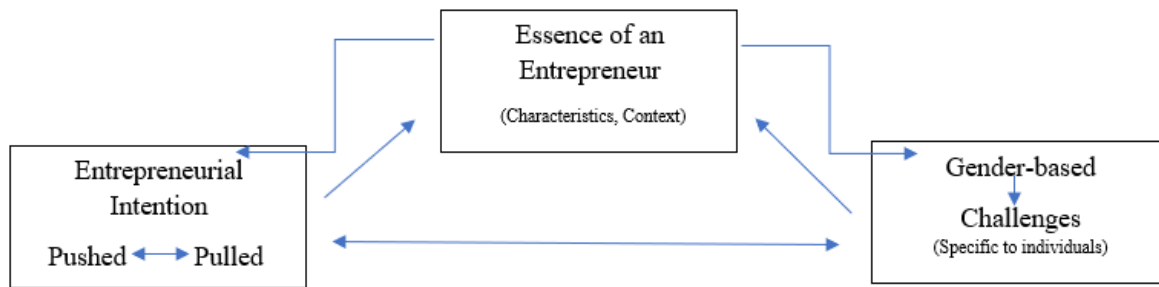 Essence of an
Entrepreneur
(Characteristics, Context)
Entrepreneurial
Intention
Pushed Pulled
Gender-based
Challenges
(Specific to individuals)